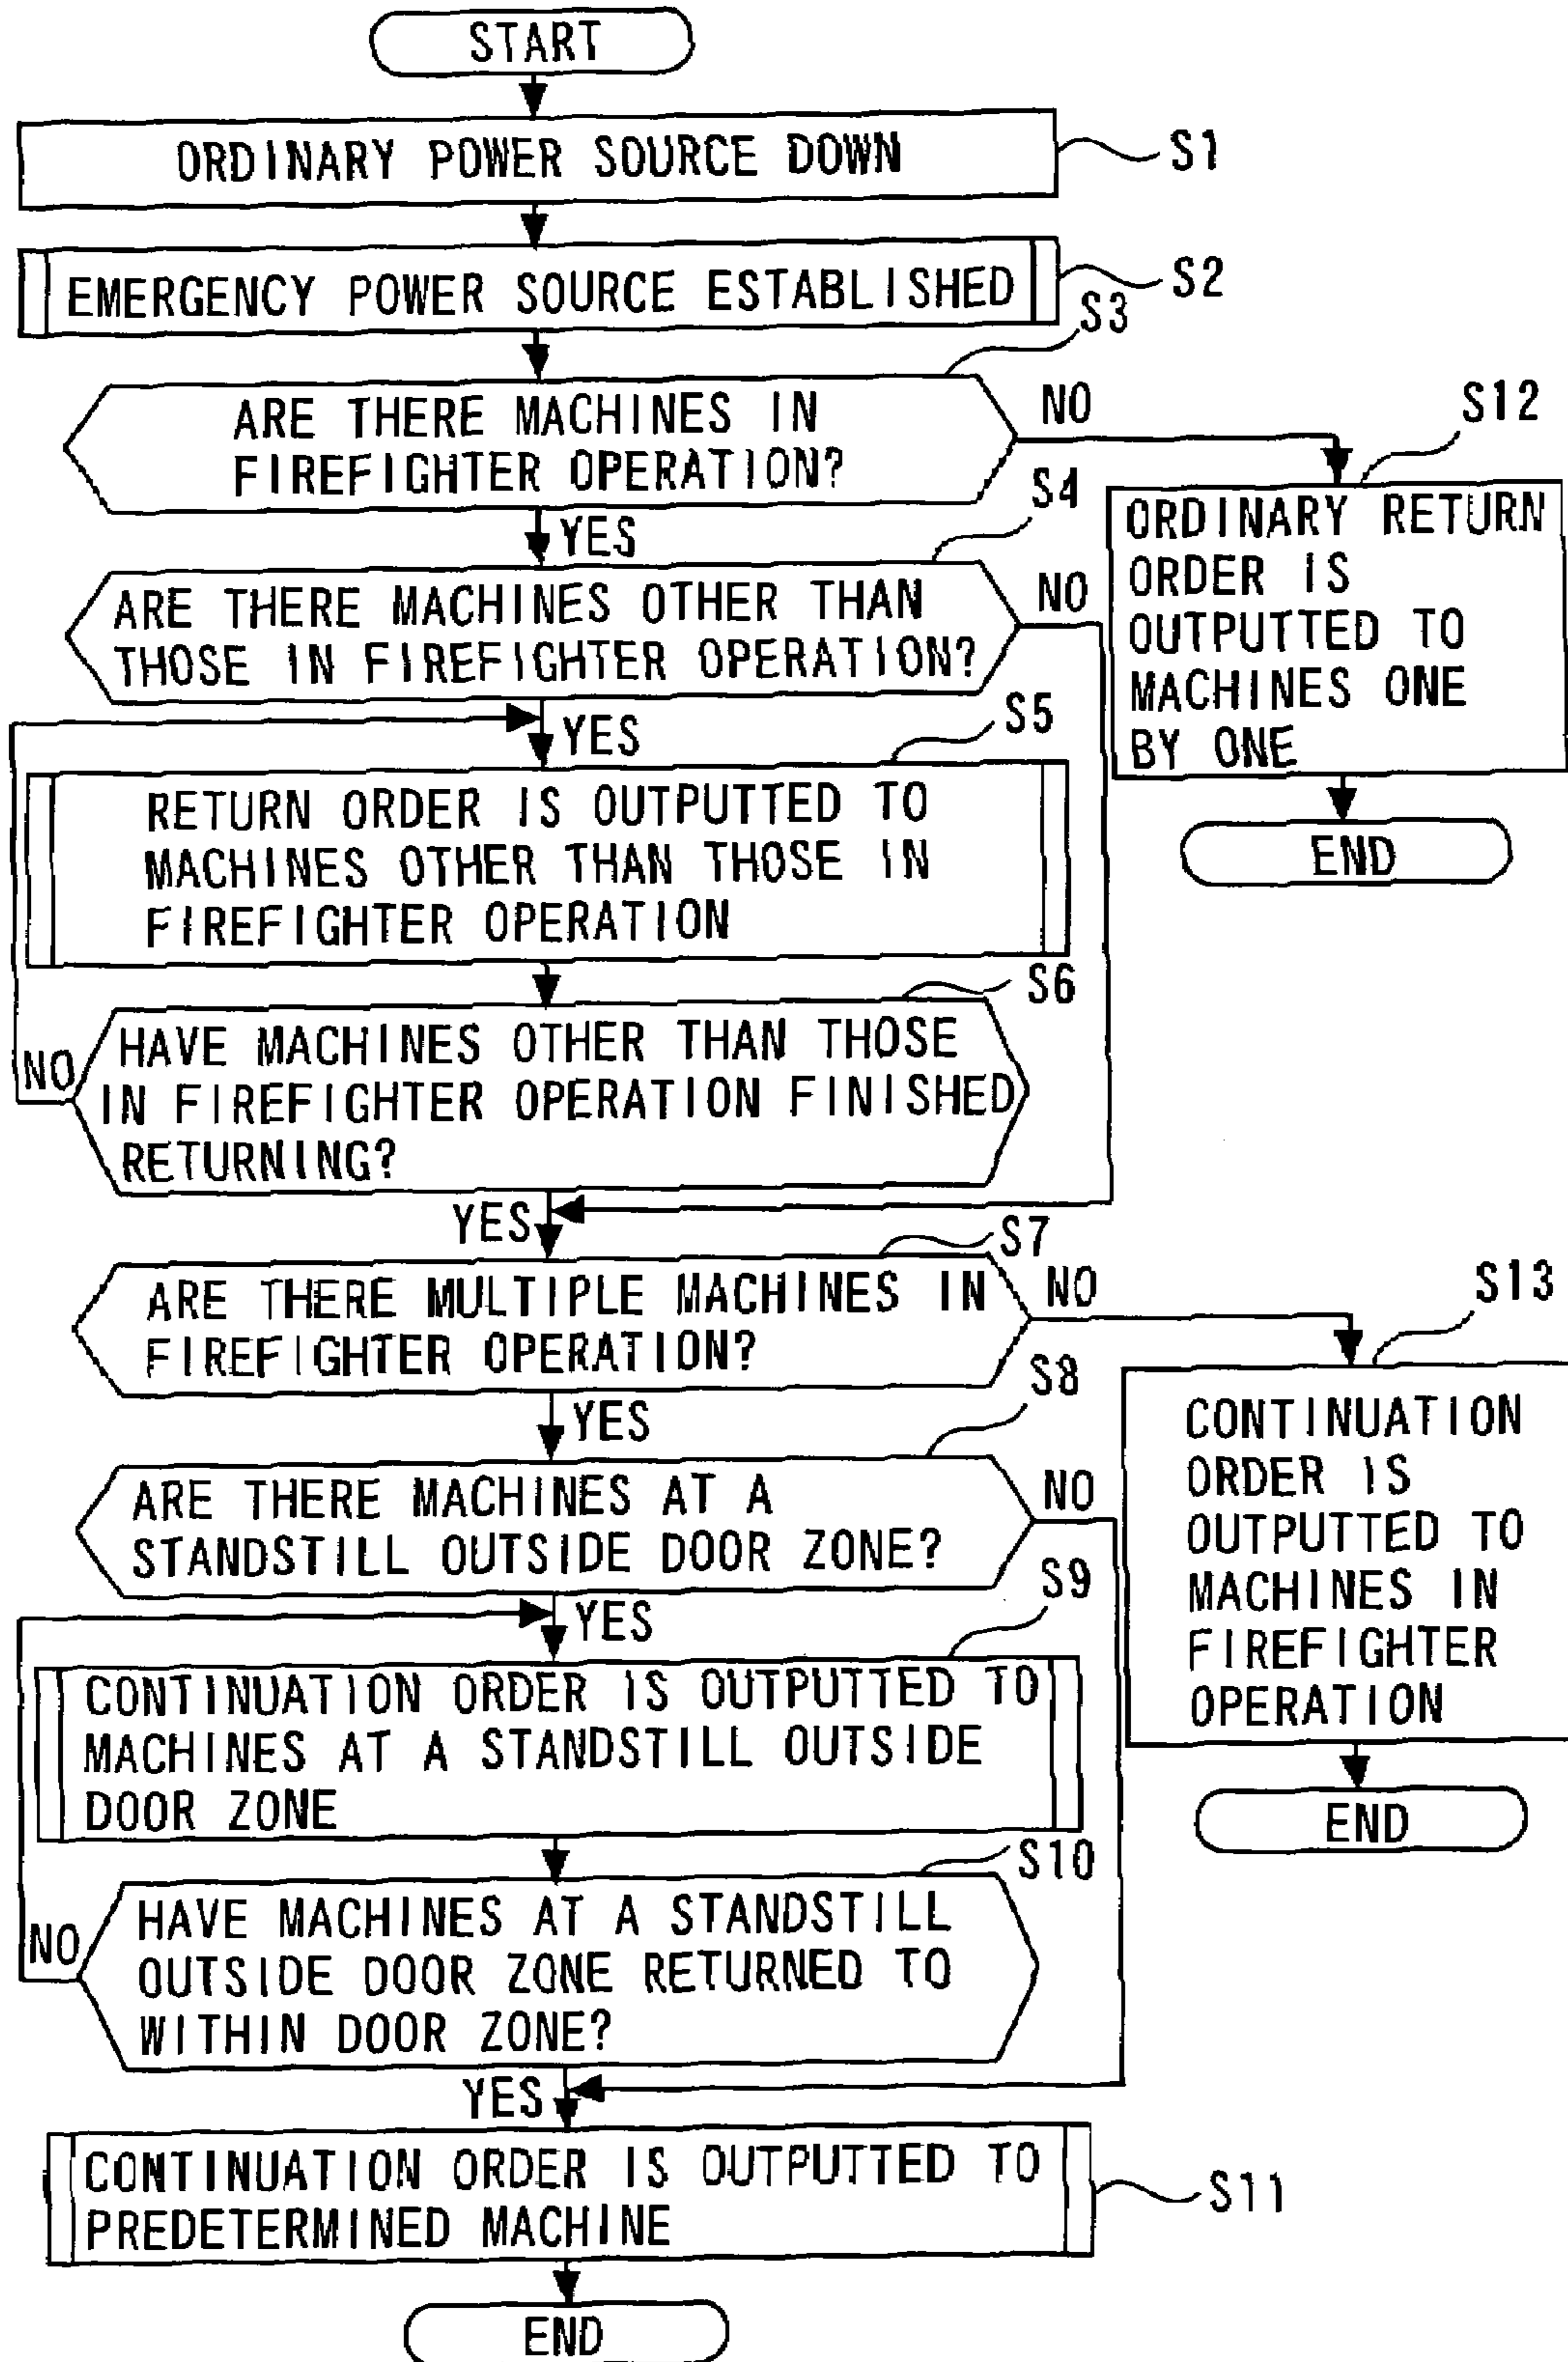 START
ORDINARY POWER SOURCE DOWN
S1
EMERGENCY POWER SOURCE ESTABLISHED
S2
S3
ARE THERE MACHINES IN
FIREFIGHTER OPERATION?
NO
S12
YES
ORDINARY RETURN
ORDER IS
OUTPUTTED TO
MACHINES ONE
BY ONE
END
S4
ARE THERE MACHINES OTHER THAN
THOSE IN FIREFIGHTER OPERATION?
NO
YES
S5
RETURN ORDER IS OUTPUTTED TO
MACHINES OTHER THAN THOSE IN
FIREFIGHTER OPERATION
S6
HAVE MACHINES OTHER THAN THOSE
IN FIREFIGHTER OPERATION FINISHED
RETURNING?
NO
YES
S7
ARE THERE MULTIPLE MACHINES IN
FIREFIGHTER OPERATION?
NO
S13
YES
CONTINUATION
ORDER IS
OUTPUTTED TO
MACHINES IN
FIREFIGHTER
OPERATION
END
S8
ARE THERE MACHINES AT A
STANDSTILL OUTSIDE DOOR ZONE?
NO
YES
S9
CONTINUATION ORDER IS OUTPUTTED TO
MACHINES AT A STANDSTILL OUTSIDE
DOOR ZONE
S10
HAVE MACHINES AT A STANDSTILL
OUTSIDE DOOR ZONE RETURNED TO
WITHIN DOOR ZONE?
NO
YES
CONTINUATION ORDER IS OUTPUTTED TO
PREDETERMINED MACHINE
S11
END